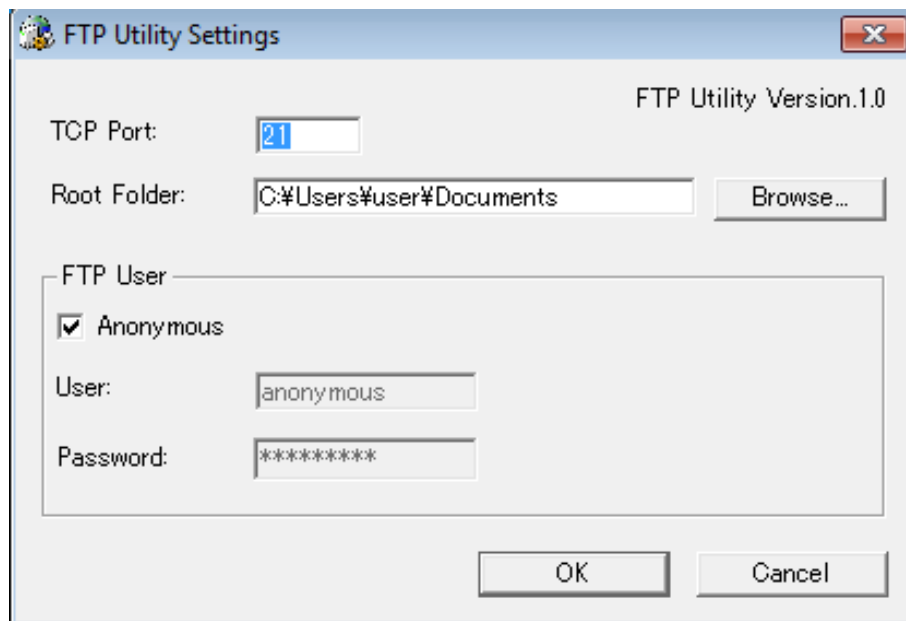 FTP Utility Settings
FTP Utility Version.1.0
TCP Port: 21
Root Folder: C:¥Users¥user¥Documents Browse...
FTP User
Anonymous
User: anonymous
Password: *********
OK Cancel